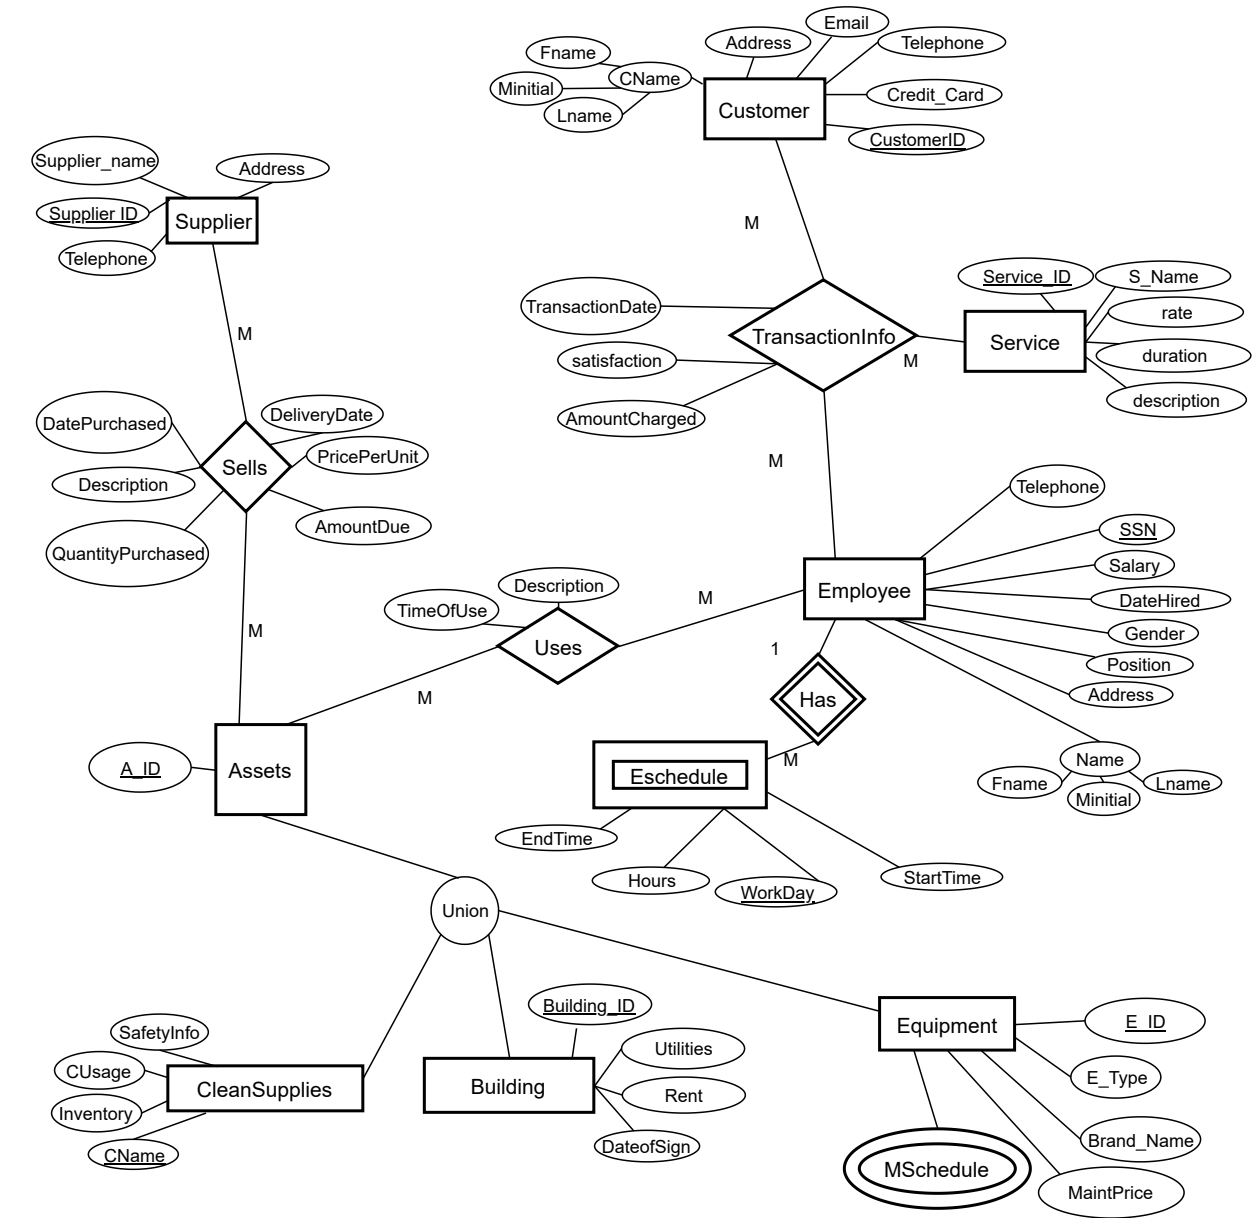 Email
Fname
Address
Telephone
CName
Minitial
Credit_Card
Customer
Lname
CustomerID
Supplier_name
Address
Supplier ID
Supplier
M
Telephone
Service_ID
S_Name
TransactionDate
rate
M
TransactionInfo
Service
satisfaction
M
duration
description
DeliveryDate
AmountCharged
DatePurchased
PricePerUnit
M
Sells
Description
Telephone
AmountDue
SSN
QuantityPurchased
Salary
Description
Employee
M
DateHired
TimeOfUse
M
Gender
Uses
1
Position
M
Has
Address
A_ID
Assets
M
Name
Eschedule
Fname
Lname
Minitial
EndTime
Hours
StartTime
WorkDay
Union
Building_ID
E_ID
SafetyInfo
Equipment
Utilities
CUsage
CleanSupplies
Building
E_Type
Rent
Inventory
Brand_Name
DateofSign
CName
MSchedule
MaintPrice